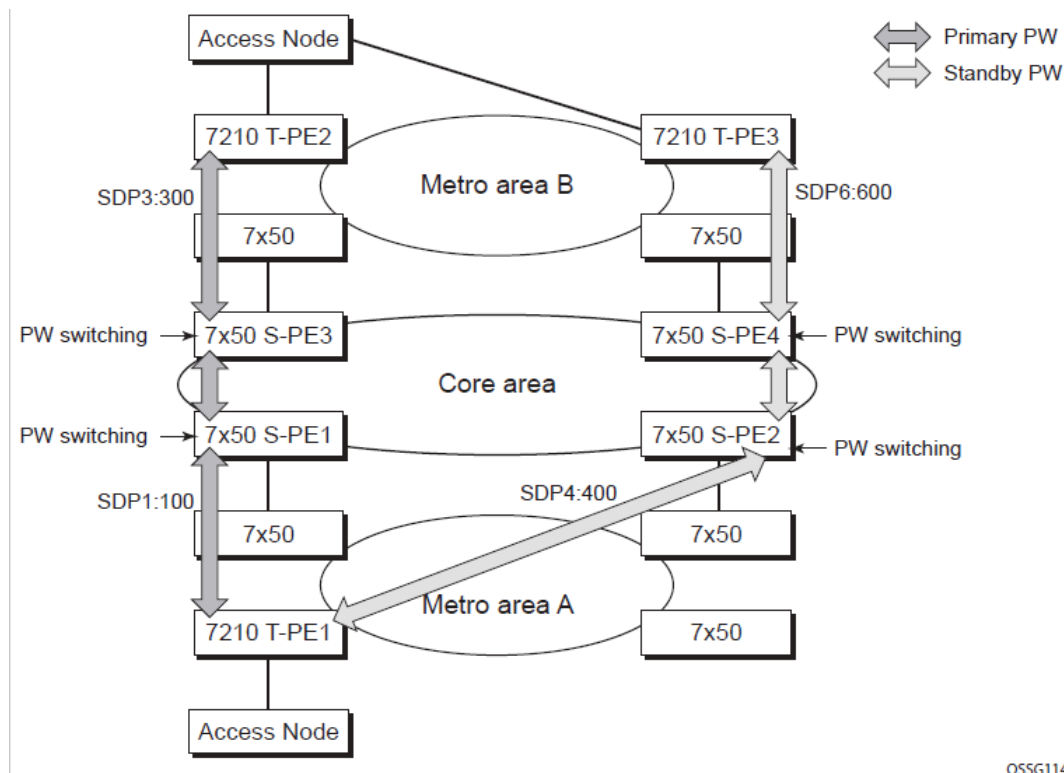 Access Node
Primary PW
Standby PW
7210 T-PE2
7210 T-PE3
Metro area B
SDP3:300
SDP6:600
7x50
7x50
PW switching
7x50 S-PE3
7x50 S-PE4
PW switching
Core area
PW switching
7x50 S-PE1
7x50 S-PE2
PW switching
SDP1:100
SDP4:400
7x50
7x50
Metro area A
7210 T-PE1
7x50
Access Node
OSSG114